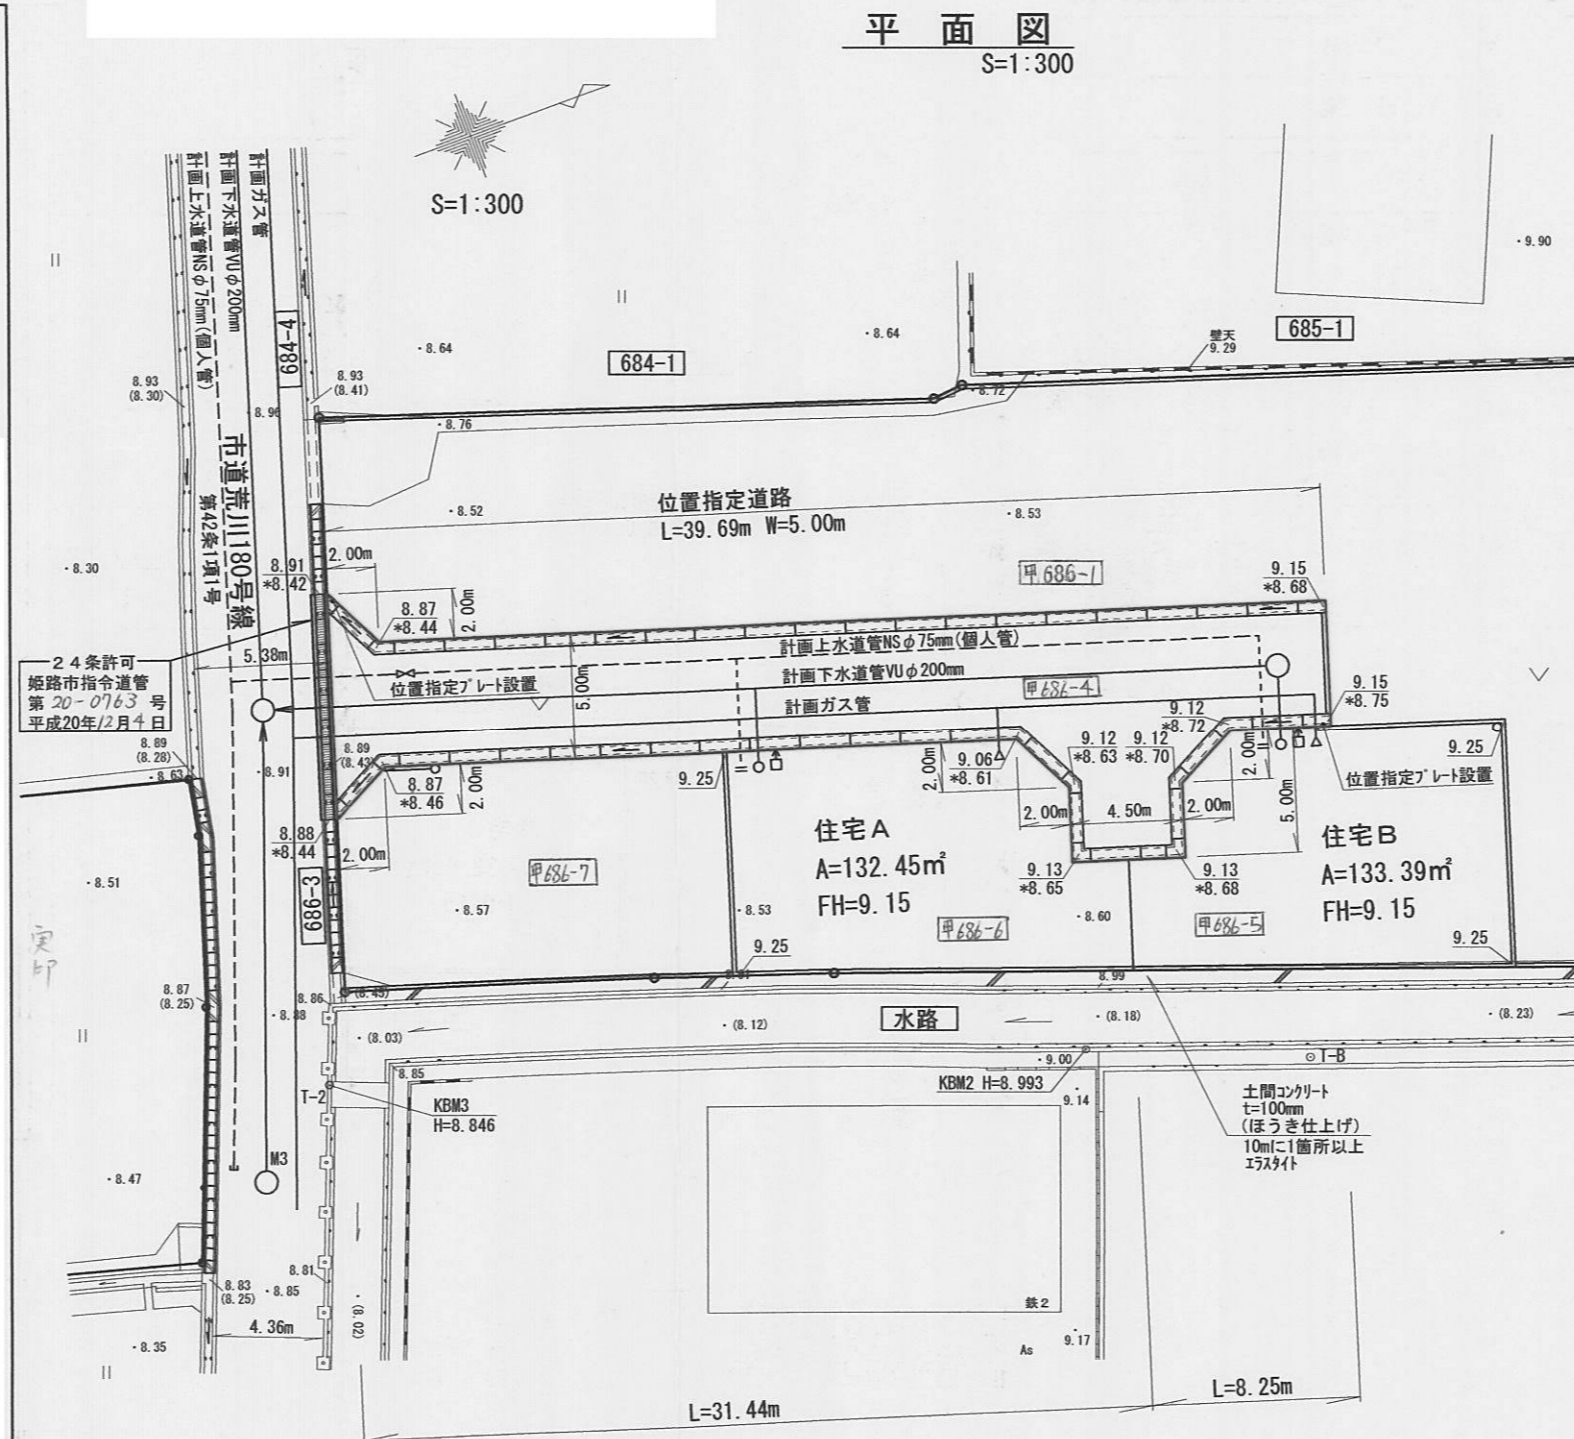 平 面 図
S=1:300
S=1:300
計画ガス管
計画下水道管VUφ200mm
計画上水道管NSφ75mm(個人管)
684-4
市道荒川180号線
第42条1項1号
8.93
(8.30)
8.96
8.93
(8.41)
・8.64
684-1
・8.64
壁天
9.29
685-1
・9.90
・8.76
・8.72
・8.52
位置指定道路
L=39.69m W=5.00m
・8.53
・8.30
8.91
*8.42
2.00m
8.87
*8.44
2.00m
甲686-1
9.15
*8.68
24条許可
姫路市指令道管
第 20-0763 号
平成20年12月4日
5.38m
位置指定プレート設置
5.00m
計画上水道管NSφ75mm(個人管)
計画下水道管VUφ200mm
計画ガス管
甲686-4
9.15
*8.75
9.12
*8.72
8.89
(8.28)
・8.63
・8.91
8.89
(8.43)
8.87
*8.46
2.00m
9.25
2.00m
9.06
*8.61
9.12
*8.63
9.12
*8.70
2.00m
9.25
位置指定プレート設置
8.88
*8.44
2.00m
686-3
甲686-7
住宅A
A=132.45㎡
FH=9.15
2.00m
4.50m
2.00m
5.00m
住宅B
A=133.39㎡
FH=9.15
9.13
*8.65
9.13
*8.68
・8.51
・8.57
・8.53
甲686-6
・8.60
甲686-5
9.25
9.25
実印
8.87
(8.25)
8.86
(8.45)
8.99
・8.88
・(8.03)
・(8.12)
水路
・(8.18)
・(8.23)
8.85
・9.00
T-B
T-2
KBM3
H=8.846
KBM2 H=8.993
9.14
土間コンクリート
t=100mm
(ほうき仕上げ)
10mに1箇所以上
エラスタイト
・8.47
M3
8.81
8.83
(8.25)
・8.85
・(8.02)
4.36m
・8.35
鉄2
As
9.17
L=31.44m
L=8.25m